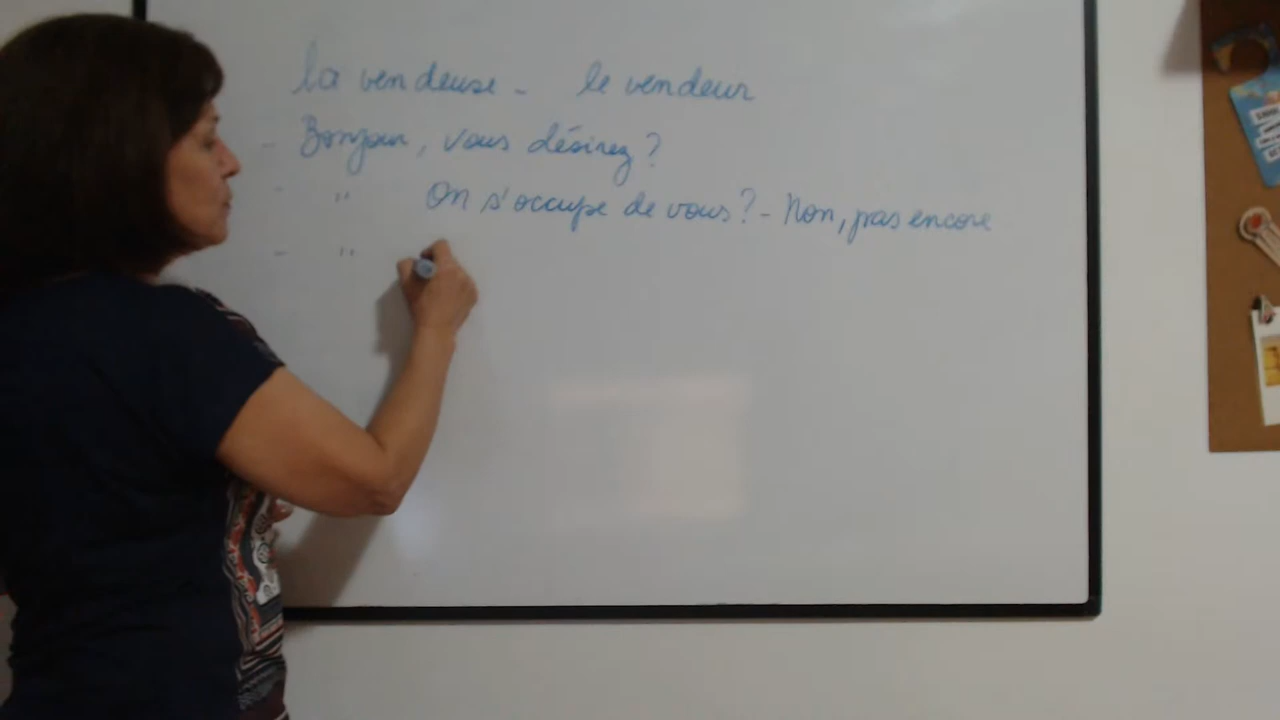 la vendeuse - le vendeur
- Bonjour, vous désirez ?
- " On s'occupe de vous ? - Non, pas encore
- "